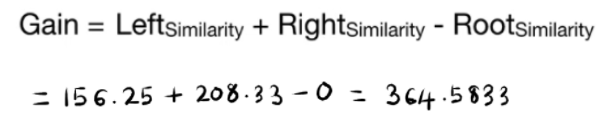 Gain = LeftSimilarity + RightSimilarity - RootSimilarity
= 156.25 + 208.33 - 0 = 364.5833